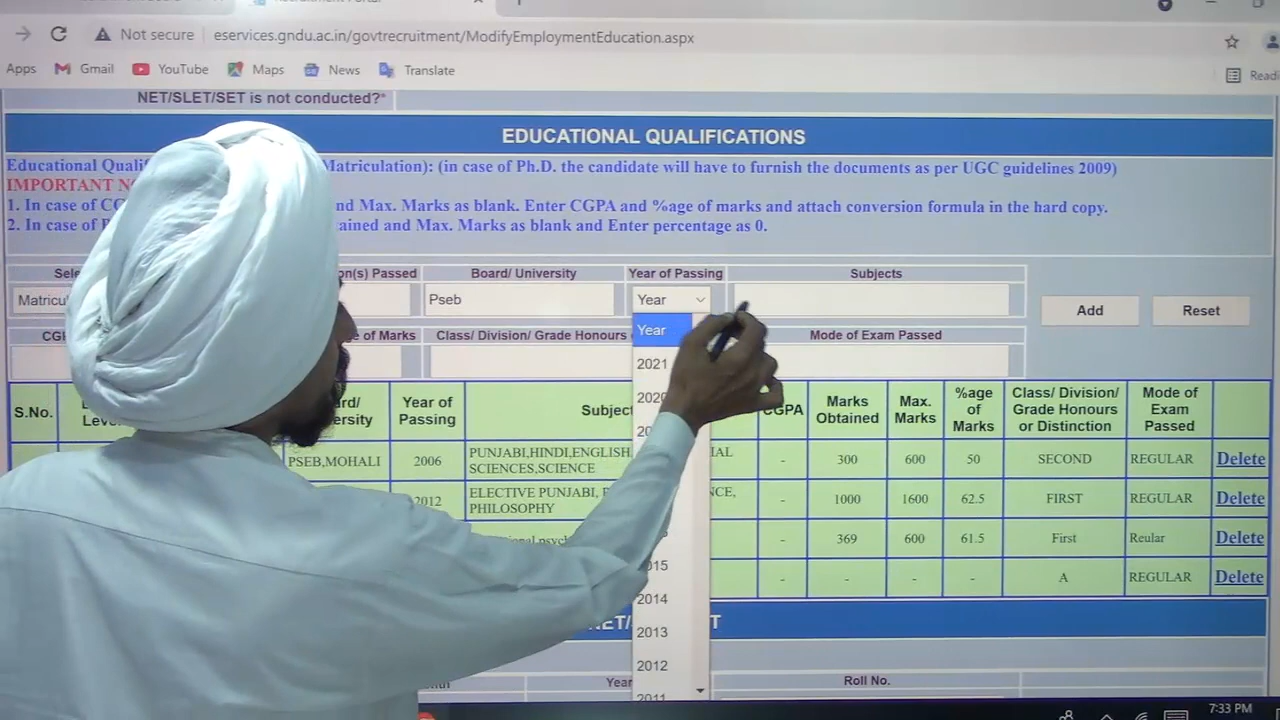 Not secure eservices.gndu.ac.in/govtrecruitment/ModifyEmploymentEducation.aspx
Apps Gmail YouTube Maps News Translate
NET/SLET/SET is not conducted?*
EDUCATIONAL QUALIFICATIONS
Educational Matriculation): (in case of Ph.D. the candidate will have to furnish the documents as per UGC guidelines 2009)
IMPORTANT
1. In case of and Max. Marks as blank. Enter CGPA and %age of marks and attach conversion formula in the hard copy.
2. In case of and Max. Marks as blank and Enter percentage as 0.
Passed Board/ University Year of Passing Subjects
Pseb Year
Add Reset
of Marks Class/ Division/ Grade Honours Mode of Exam Passed
Year
2021
S.No. Year of Passing CGPA Marks Obtained Max. Marks %age of Marks Class/ Division/ Grade Honours or Distinction Mode of Exam Passed
PSEB,MOHALI 2006 PUNJABI,HINDI,ENGLISH SCIENCES,SCIENCE - 300 600 50 SECOND REGULAR Delete
2012 ELECTIVE PUNJABI, PHILOSOPHY - 1000 1600 62.5 FIRST REGULAR Delete
- 369 600 61.5 First Reular Delete
- - - - A REGULAR Delete
2014
2013
2012
Year Roll No.
7:33 PM